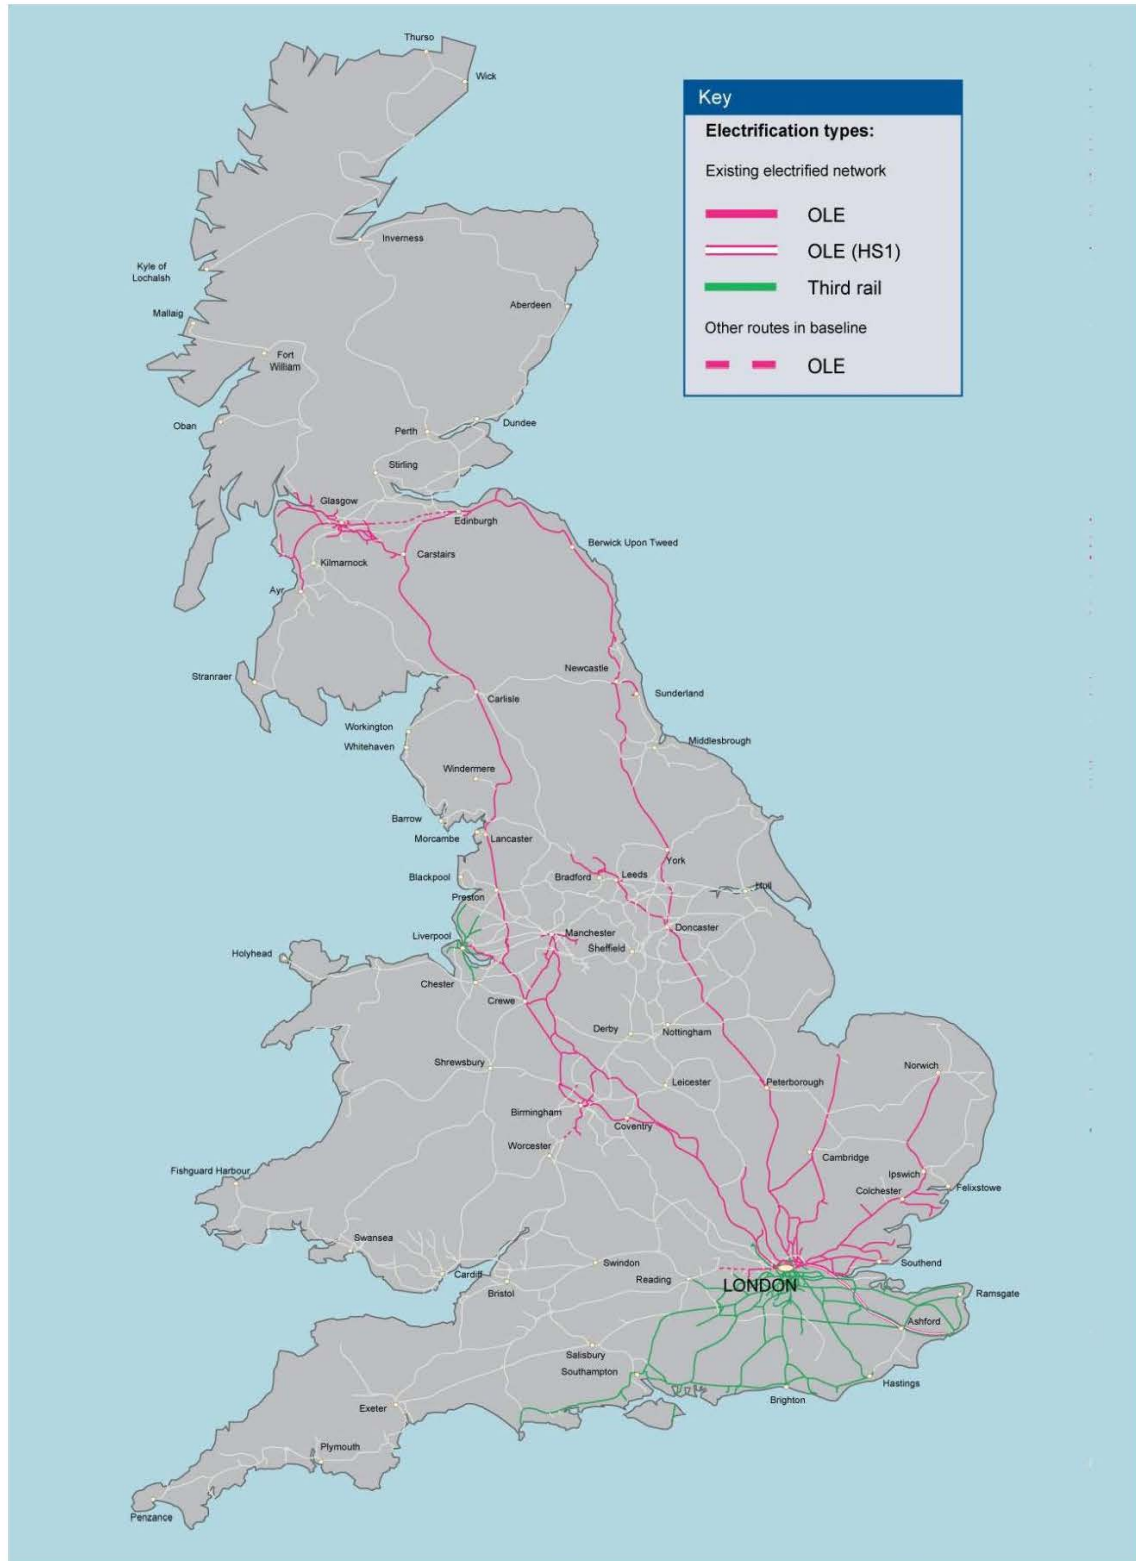 Thurso
Wick
Key
Electrification types:
Existing electrified network
OLE
OLE (HS1)
Third rail
Other routes in baseline
OLE
Inverness
Kyle of
Lochalsh
Aberdeen
Mallaig
Fort
William
Oban
Perth
Dundee
Stirling
Glasgow
Edinburgh
Berwick Upon Tweed
Carstairs
Kilmarnock
Ayr
Newcastle
Stranraer
Sunderland
Carlisle
Workington
Whitehaven
Middlesbrough
Windermere
Barrow
Morcambe
Lancaster
York
Blackpool
Bradford
Leeds
Hull
Preston
Doncaster
Liverpool
Manchester
Sheffield
Holyhead
Chester
Crewe
Derby
Nottingham
Shrewsbury
Norwich
Leicester
Peterborough
Birmingham
Coventry
Worcester
Cambridge
Fishguard Harbour
Ipswich
Colchester
Felixstowe
Swansea
Swindon
Southend
Cardiff
Reading
LONDON
Bristol
Ramsgate
Ashford
Salisbury
Southampton
Hastings
Brighton
Exeter
Plymouth
Penzance